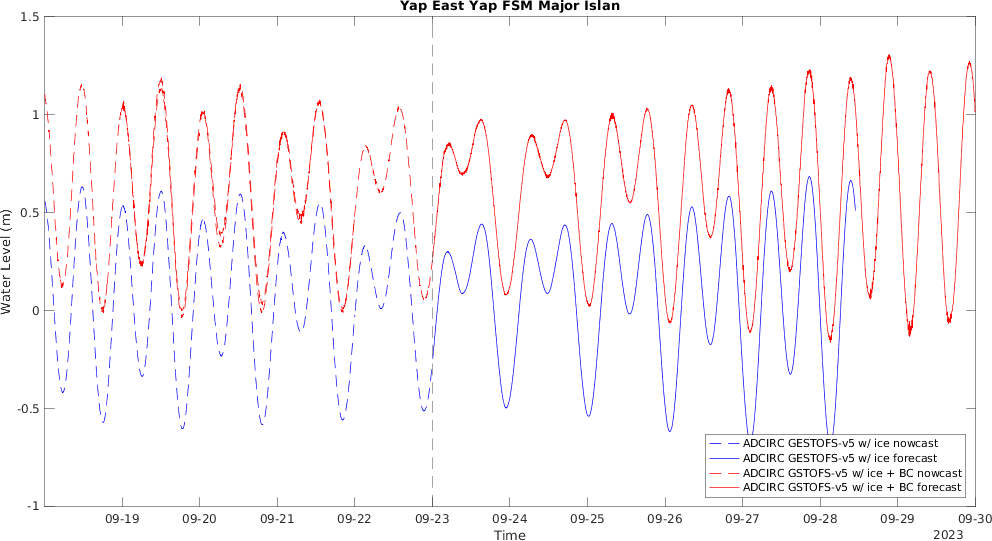 Yap East Yap FSM Major Islan
1.5
1
0.5
0
-0.5
-1
Water Level (m)
ADCIRC GESTOFS-v5 w/ ice nowcast
ADCIRC GESTOFS-v5 w/ ice forecast
ADCIRC GSTOFS-v5 w/ ice + BC nowcast
ADCIRC GSTOFS-v5 w/ ice + BC forecast
09-19 09-20 09-21 09-22 09-23 09-24 09-25 09-26 09-27 09-28 09-29 09-30
Time
2023